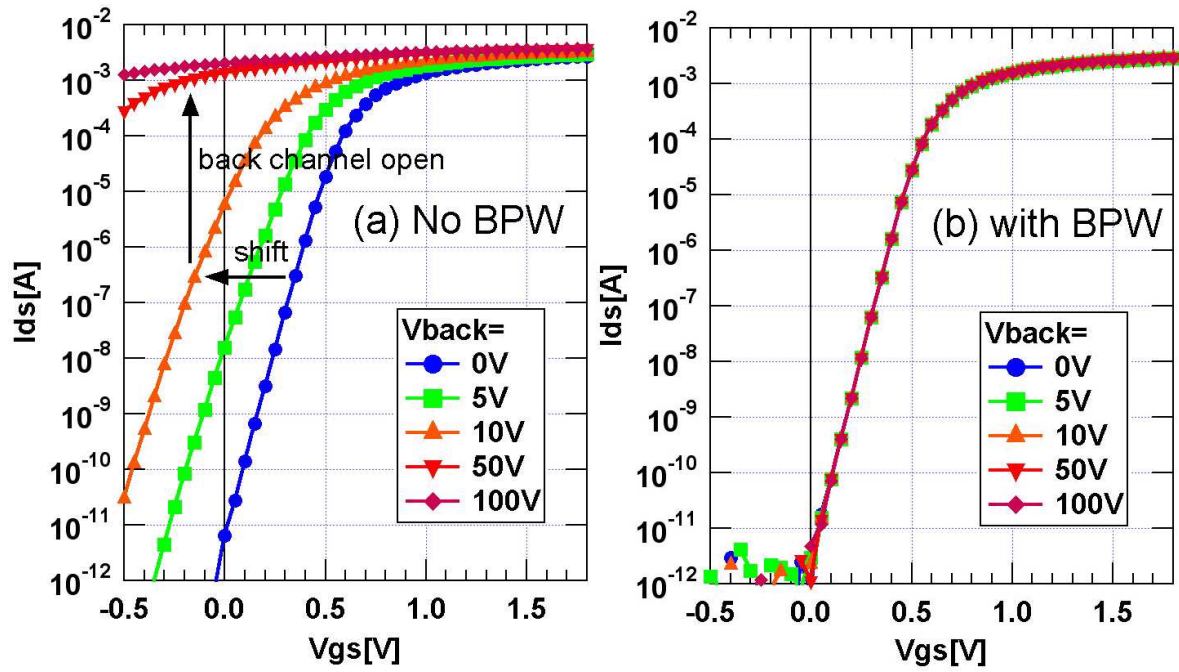 10⁻²
10⁻³
10⁻⁴
10⁻⁵
10⁻⁶
10⁻⁷
10⁻⁸
10⁻⁹
10⁻¹⁰
10⁻¹¹
10⁻¹²
Ids[A]
back channel open
(a) No BPW
shift
Vback=
0V
5V
10V
50V
100V
-0.5 0.0 0.5 1.0 1.5
Vgs[V]
10⁻²
10⁻³
10⁻⁴
10⁻⁵
10⁻⁶
10⁻⁷
10⁻⁸
10⁻⁹
10⁻¹⁰
10⁻¹¹
10⁻¹²
Ids[A]
(b) with BPW
Vback=
0V
5V
10V
50V
100V
-0.5 0.0 0.5 1.0 1.5
Vgs[V]